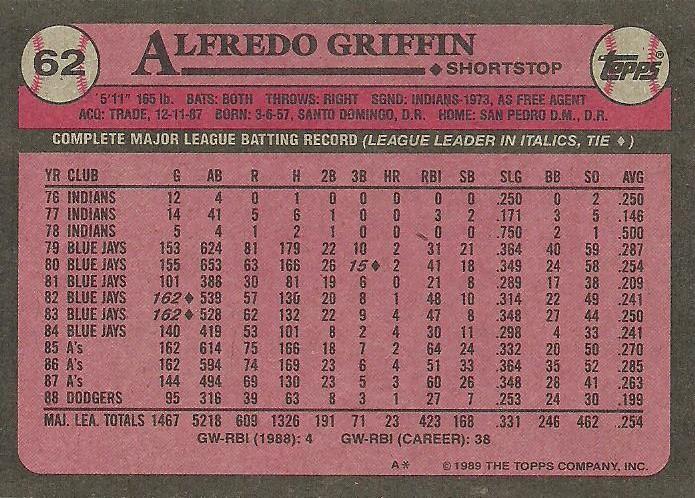 62 ALFREDO GRIFFIN
♦ SHORTSTOP
TOPPS®
5'11" 165 lb. BATS: BOTH THROWS: RIGHT SGND: INDIANS-1973, AS FREE AGENT
ACQ: TRADE, 12-11-87 BORN: 3-6-57, SANTO DOMINGO, D.R. HOME: SAN PEDRO D.M., D.R.
COMPLETE MAJOR LEAGUE BATTING RECORD (LEAGUE LEADER IN ITALICS, TIE ♦)
YR CLUB G AB R H 2B 3B HR RBI SB SLG BB SO AVG
76 INDIANS 12 4 0 1 0 0 0 0 0 .250 0 2 .250
77 INDIANS 14 41 5 6 1 0 0 3 2 .171 3 5 .146
78 INDIANS 5 4 1 2 1 0 0 0 0 .750 2 1 .500
79 BLUE JAYS 153 624 81 179 22 10 2 31 21 .364 40 59 .287
80 BLUE JAYS 155 653 63 166 26 15♦ 2 41 18 .349 24 58 .254
81 BLUE JAYS 101 388 30 81 19 6 0 21 8 .289 17 38 .209
82 BLUE JAYS 162♦ 539 57 130 20 8 1 48 10 .314 22 49 .241
83 BLUE JAYS 162♦ 528 62 132 22 9 4 47 8 .348 27 44 .250
84 BLUE JAYS 140 419 53 101 8 2 4 30 11 .298 4 33 .241
85 A's 162 614 75 166 18 7 2 64 24 .332 20 50 .270
86 A's 162 594 74 169 23 6 4 51 33 .364 35 52 .285
87 A's 144 494 69 130 23 5 3 60 26 .348 28 41 .263
88 DODGERS 95 316 39 63 8 3 1 27 7 .253 24 30 .199
MAJ. LEA. TOTALS 1467 5218 609 1326 191 71 23 423 168 .331 246 462 .254
GW-RBI (1988): 4 GW-RBI (CAREER): 38
A* © 1989 THE TOPPS COMPANY, INC.